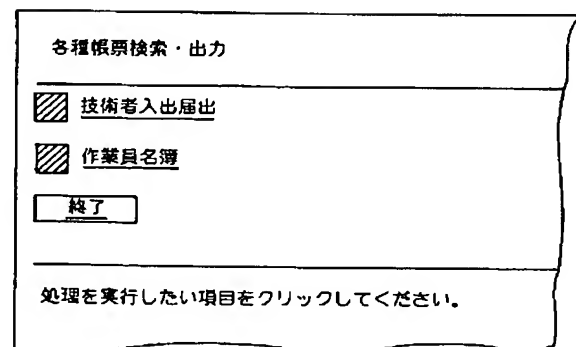 各種帳票検索・出力
技術者入出届出
作業員名簿
終了
処理を実行したい項目をクリックしてください。